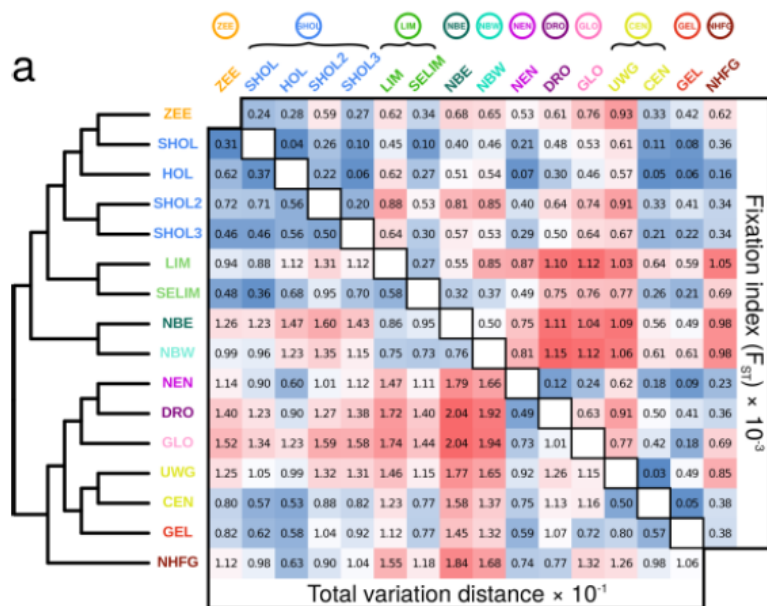 ZEE SHOL LIM NBE NBW NEN DRO GLO CEN GEL NHFG
a
ZEE SHOL HOL SHOL2 SHOL3 LIM SELIM NBE NBW NEN DRO GLO UWG CEN GEL NHFG
ZEE 0.24 0.28 0.59 0.27 0.62 0.34 0.68 0.65 0.53 0.61 0.76 0.93 0.33 0.42 0.62
SHOL 0.31 0.04 0.26 0.10 0.45 0.10 0.40 0.46 0.21 0.48 0.53 0.61 0.11 0.08 0.36
HOL 0.62 0.37 0.22 0.06 0.62 0.27 0.51 0.54 0.07 0.30 0.46 0.57 0.05 0.06 0.16
SHOL2 0.72 0.71 0.56 0.20 0.88 0.53 0.81 0.85 0.40 0.64 0.74 0.91 0.33 0.41 0.34
SHOL3 0.46 0.46 0.56 0.50 0.64 0.30 0.57 0.53 0.29 0.50 0.64 0.67 0.21 0.22 0.34
LIM 0.94 0.88 1.12 1.31 1.12 0.27 0.55 0.85 0.87 1.10 1.12 1.03 0.64 0.59 1.05
SELIM 0.48 0.36 0.68 0.95 0.70 0.58 0.32 0.37 0.49 0.75 0.76 0.77 0.26 0.21 0.69
NBE 1.26 1.23 1.47 1.60 1.43 0.86 0.95 0.50 0.75 1.11 1.04 1.09 0.56 0.49 0.98
NBW 0.99 0.96 1.23 1.35 1.15 0.75 0.73 0.76 0.81 1.15 1.12 1.06 0.61 0.61 0.98
NEN 1.14 0.90 0.60 1.01 1.12 1.47 1.11 1.79 1.66 0.12 0.24 0.62 0.18 0.09 0.23
DRO 1.40 1.23 0.90 1.27 1.38 1.72 1.40 2.04 1.92 0.49 0.63 0.91 0.50 0.41 0.36
GLO 1.52 1.34 1.23 1.59 1.58 1.74 1.44 2.04 1.94 0.73 1.01 0.77 0.42 0.18 0.69
UWG 1.25 1.05 0.99 1.32 1.31 1.46 1.15 1.77 1.65 0.92 1.26 1.15 0.03 0.49 0.85
CEN 0.80 0.57 0.53 0.88 0.82 1.23 0.77 1.58 1.37 0.75 1.13 1.16 0.50 0.05 0.38
GEL 0.82 0.62 0.58 1.04 0.92 1.12 0.77 1.45 1.32 0.59 1.07 0.72 0.80 0.57 0.38
NHFG 1.12 0.98 0.63 0.90 1.04 1.55 1.18 1.84 1.68 0.74 0.77 1.32 1.26 0.98 1.06
Fixation index (F_ST) × 10⁻³
Total variation distance × 10⁻¹